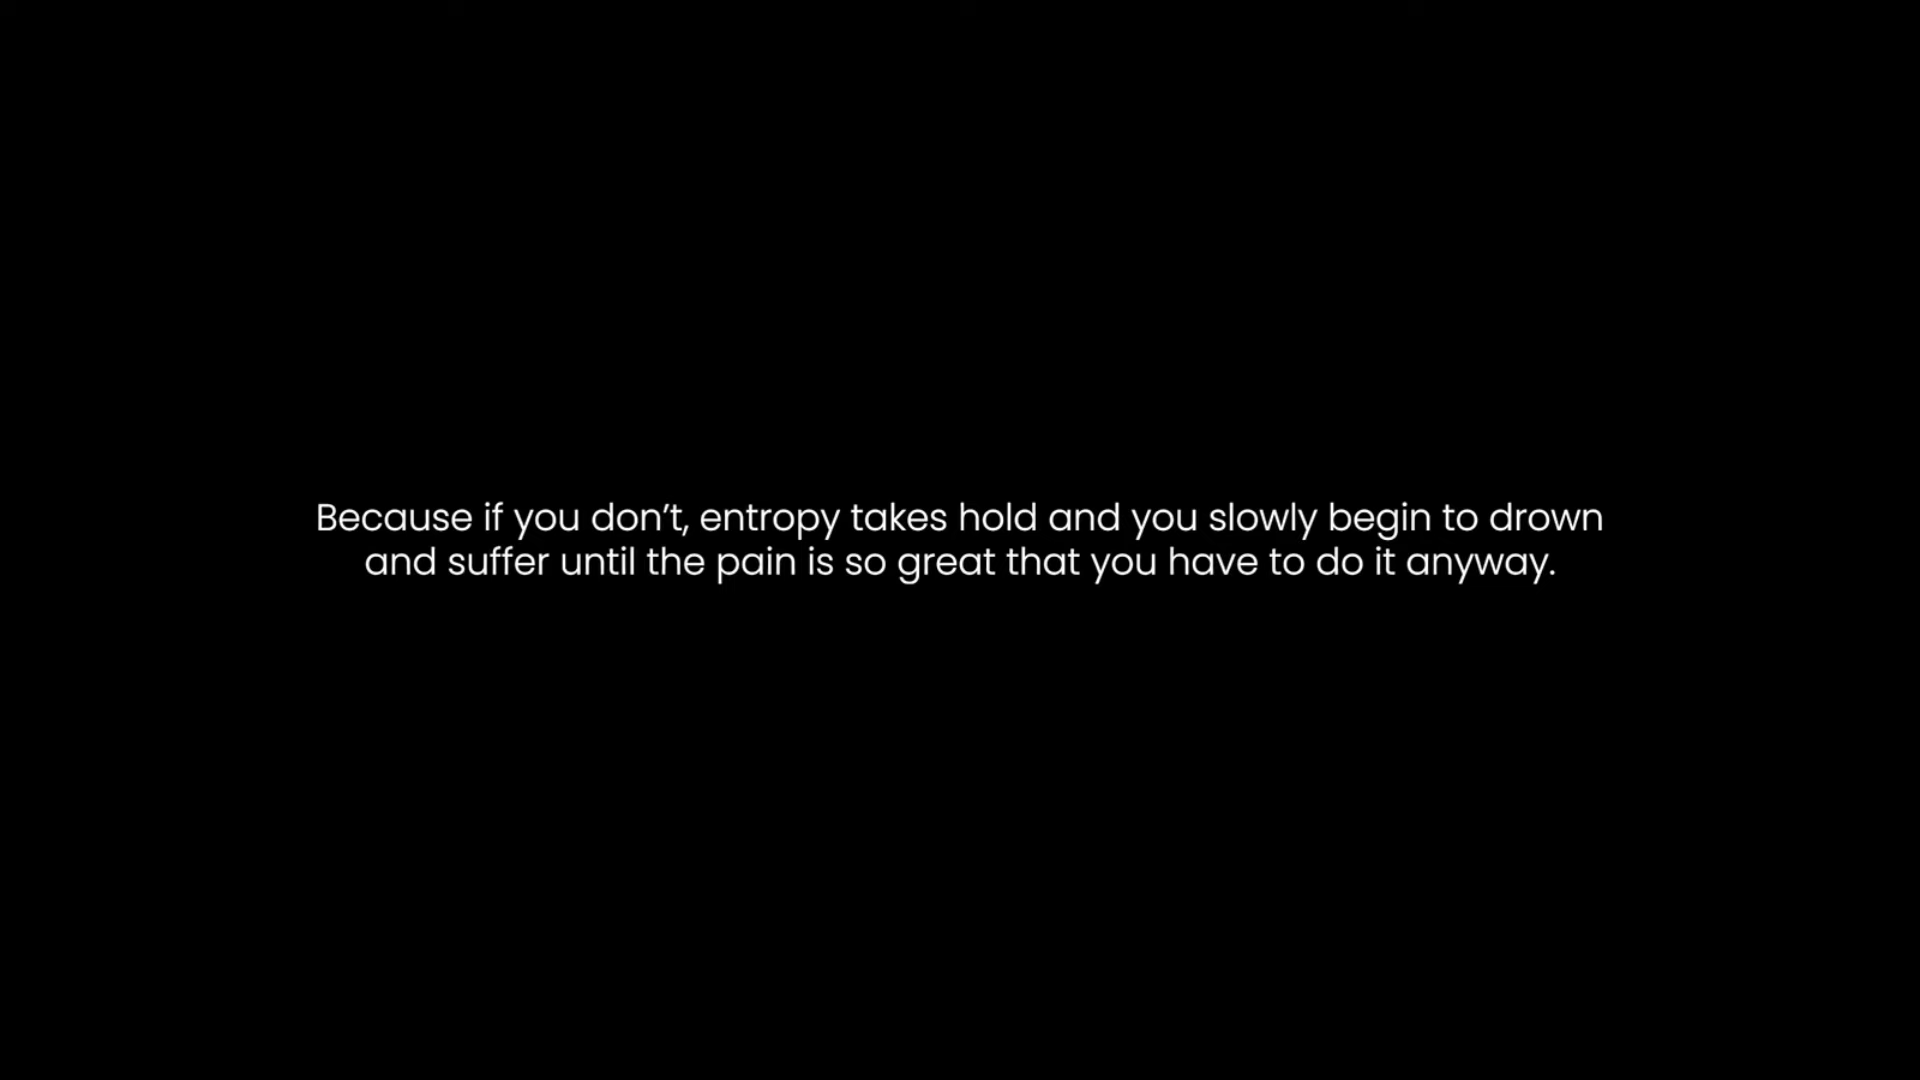 Because if you don’t, entropy takes hold and you slowly begin to drown
and suffer until the pain is so great that you have to do it anyway.